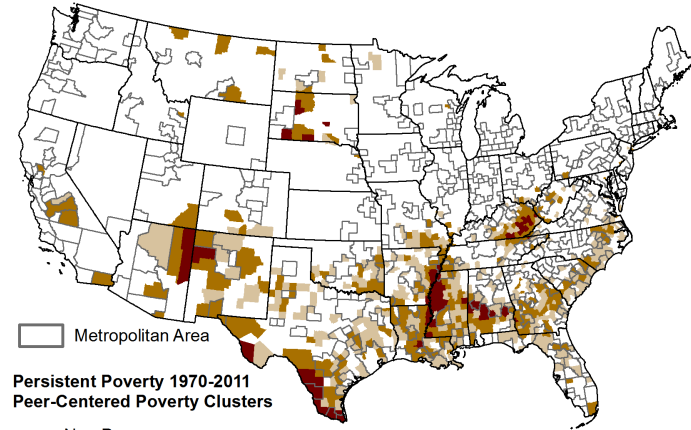 Metropolitan Area
Persistent Poverty 1970-2011
Peer-Centered Poverty Clusters